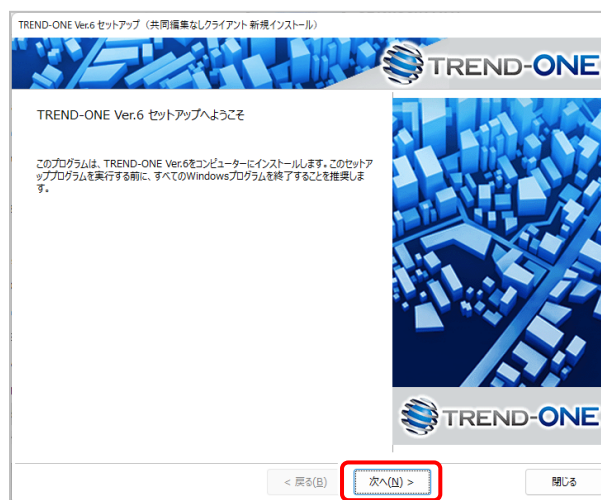 TREND-ONE Ver.6 セットアップ（共同編集なしクライアント 新規インストール）
TREND-ONE
TREND-ONE Ver.6 セットアップへようこそ
このプログラムは、TREND-ONE Ver.6をコンピューターにインストールします。このセットア
ッププログラムを実行する前に、すべてのWindowsプログラムを終了することを推奨しま
す。
TREND-ONE
< 戻る(B)
次へ(N) >
閉じる